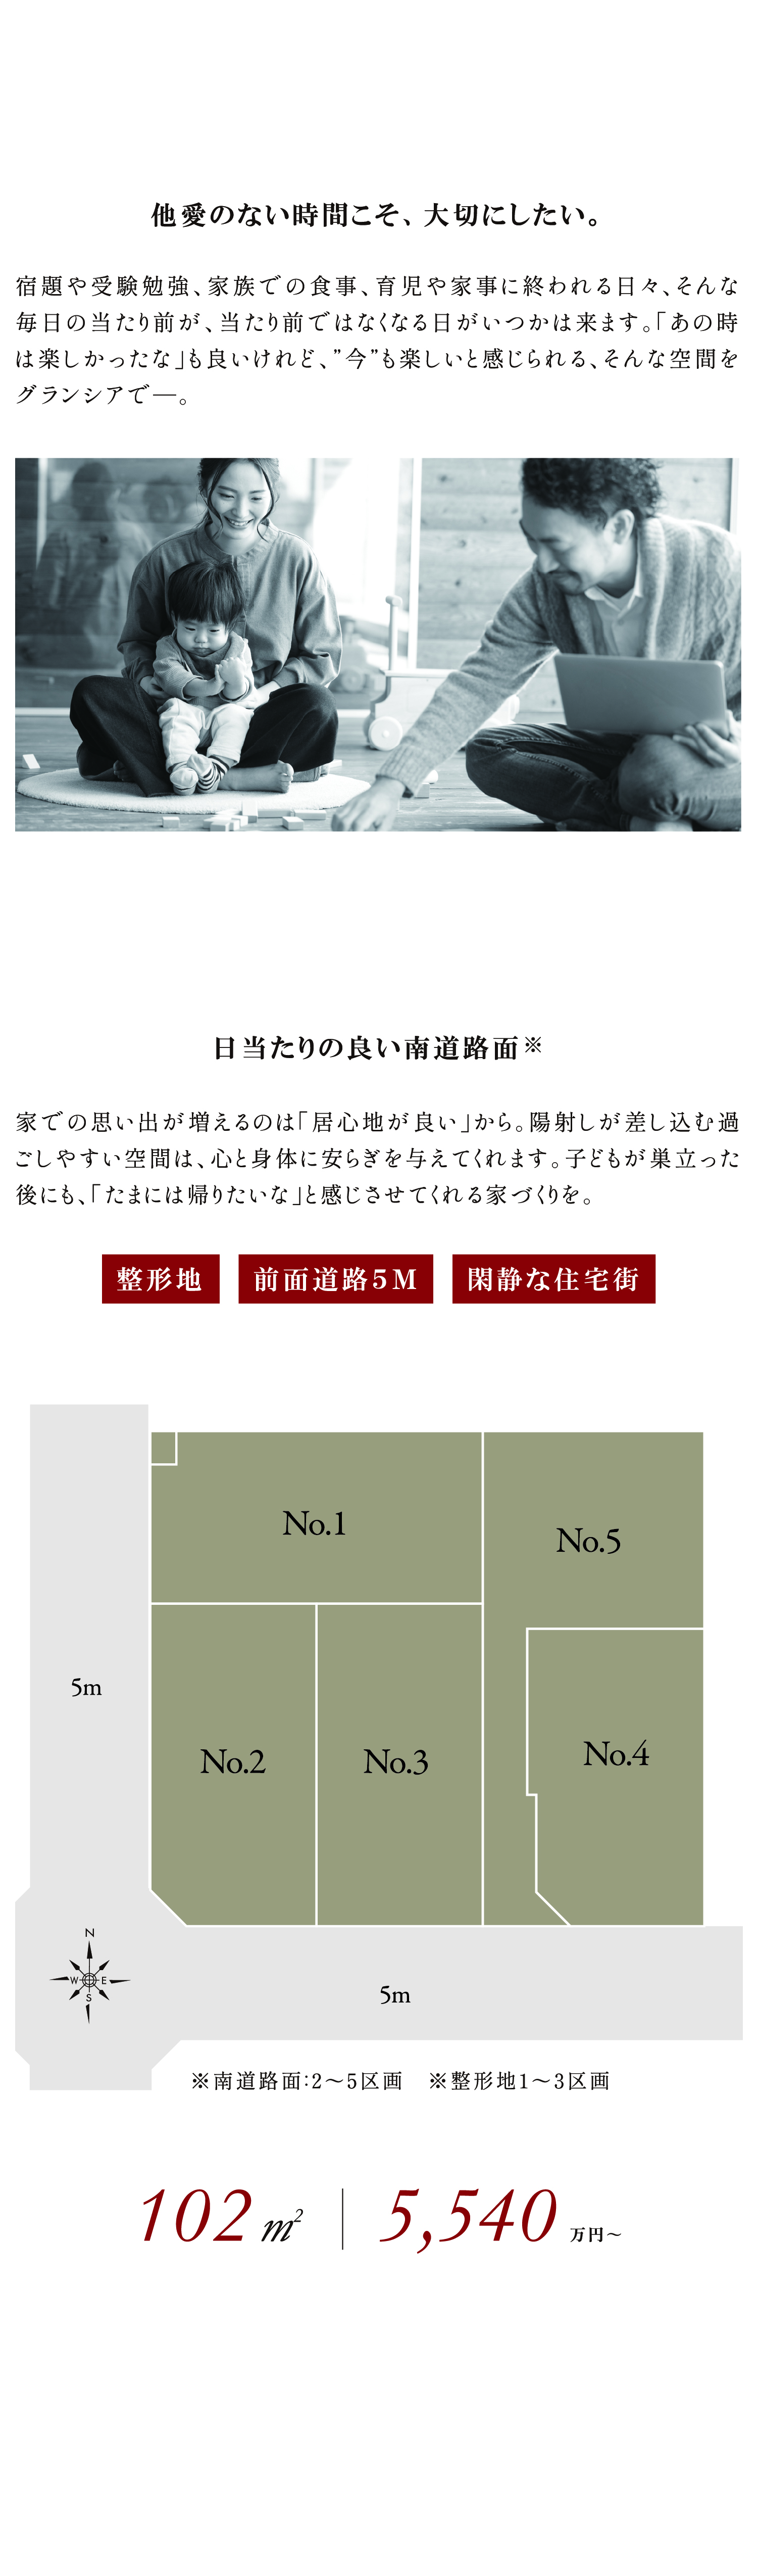 他愛のない時間こそ、大切にしたい。
宿題や受験勉強、家族での食事、育児や家事に終われる日々、そんな
毎日の当たり前が、当たり前ではなくなる日がいつかは来ます。「あの時
は楽しかったな」も良いけれど、”今”も楽しいと感じられる、そんな空間を
グランシアで―。
日当たりの良い南道路面※
家での思い出が増えるのは「居心地が良い」から。陽射しが差し込む過
ごしやすい空間は、心と身体に安らぎを与えてくれます。子どもが巣立った
後にも、「たまには帰りたいな」と感じさせてくれる家づくりを。
整形地 前面道路5M 閑静な住宅街
No.1
No.5
5m
No.2
No.3
No.4
N
W E
S
5m
※南道路面:2～5区画 ※整形地1～3区画
102 m² 5,540 万円～